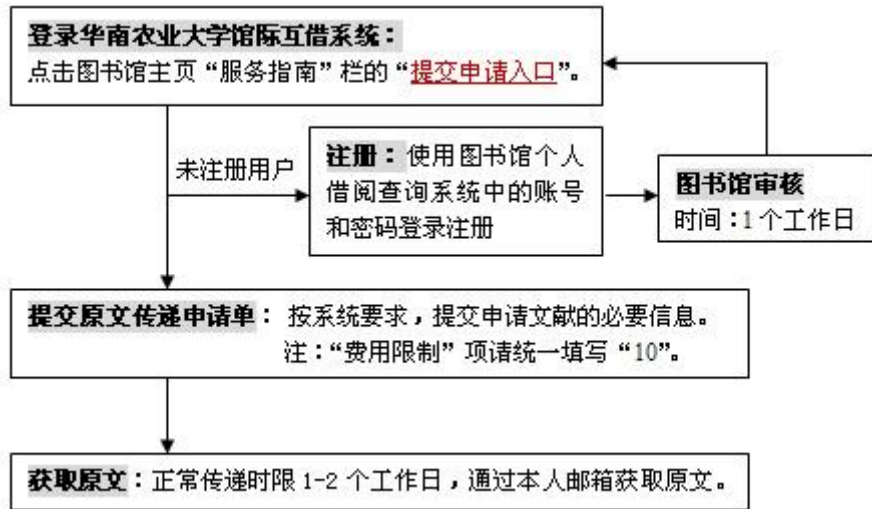 登录华南农业大学馆际互借系统：
点击图书馆主页“服务指南”栏的“提交申请入口”。
未注册用户
注册：使用图书馆个人
借阅查询系统中的账号
和密码登录注册
图书馆审核
时间：1个工作日
提交原文传递申请单：按系统要求，提交申请文献的必要信息。
注：“费用限制”项请统一填写“10”。
获取原文：正常传递时限1-2个工作日，通过本人邮箱获取原文。